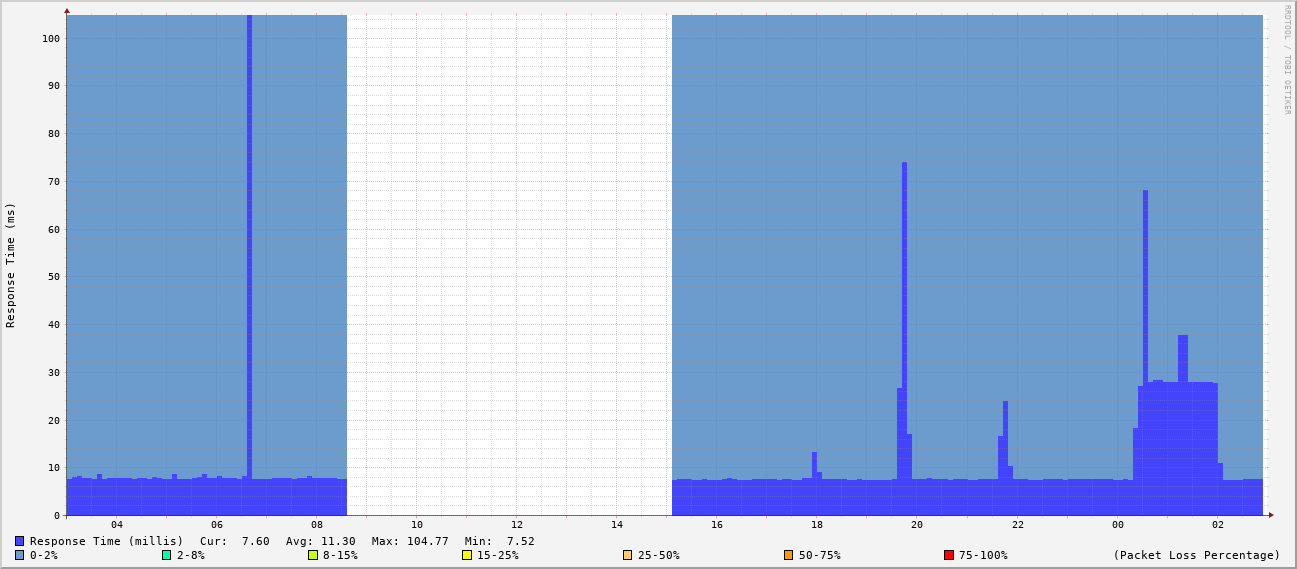 RRDTOOL / TOBI OETIKER
Response Time (ms)
100
90
80
70
60
50
40
30
20
10
0
04 06 08 10 12 14 16 18 20 22 00 02
Response Time (millis) Cur: 7.60 Avg: 11.30 Max: 104.77 Min: 7.52
0-2% 2-8% 8-15% 15-25% 25-50% 50-75% 75-100% (Packet Loss Percentage)